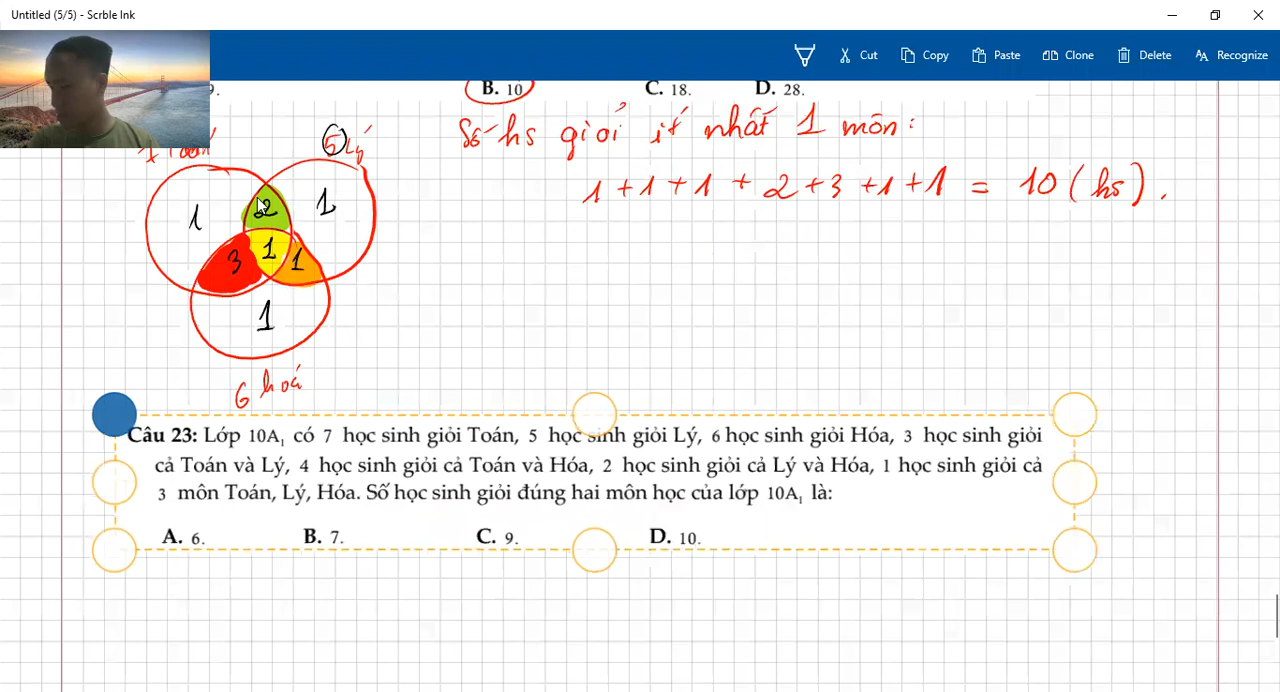 Untitled (5/5) - Scrble Ink
Cut Copy Paste Clone Delete Recognize
9. B. 10 C. 18. D. 28.
Số hs giỏi ít nhất 1 môn:
7 Toán 5 Lý
1 + 1 + 1 + 2 + 3 + 1 + 1 = 10 (hs).
1 2 1
3 1 1
1
6 hoá
Câu 23: Lớp 10A₁ có 7 học sinh giỏi Toán, 5 học sinh giỏi Lý, 6 học sinh giỏi Hóa, 3 học sinh giỏi
cả Toán và Lý, 4 học sinh giỏi cả Toán và Hóa, 2 học sinh giỏi cả Lý và Hóa, 1 học sinh giỏi cả
3 môn Toán, Lý, Hóa. Số học sinh giỏi đúng hai môn học của lớp 10A₁ là:
A. 6. B. 7. C. 9. D. 10.